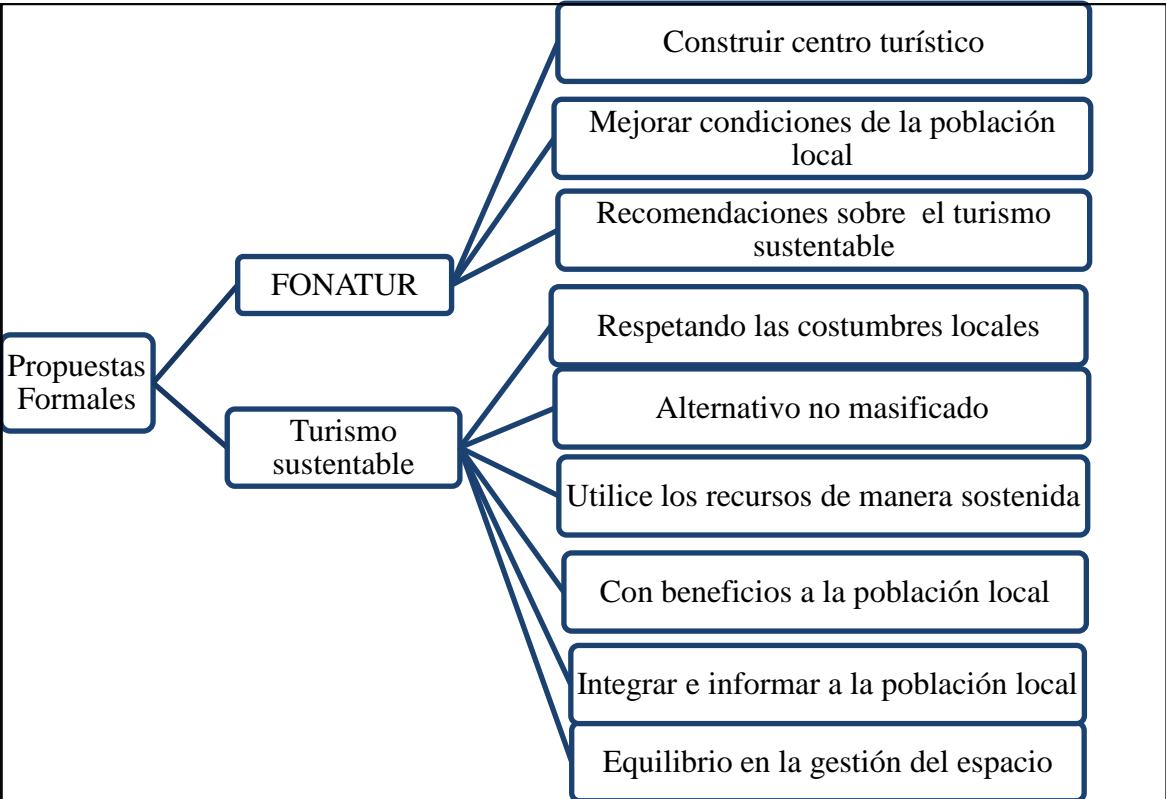 Propuestas
Formales
FONATUR
Construir centro turístico
Mejorar condiciones de la población
local
Recomendaciones sobre  el turismo
sustentable
Turismo
sustentable
Respetando las costumbres locales
Alternativo no masificado
Utilice los recursos de manera sostenida
Con beneficios a la población local
Integrar e informar a la población local
Equilibrio en la gestión del espacio